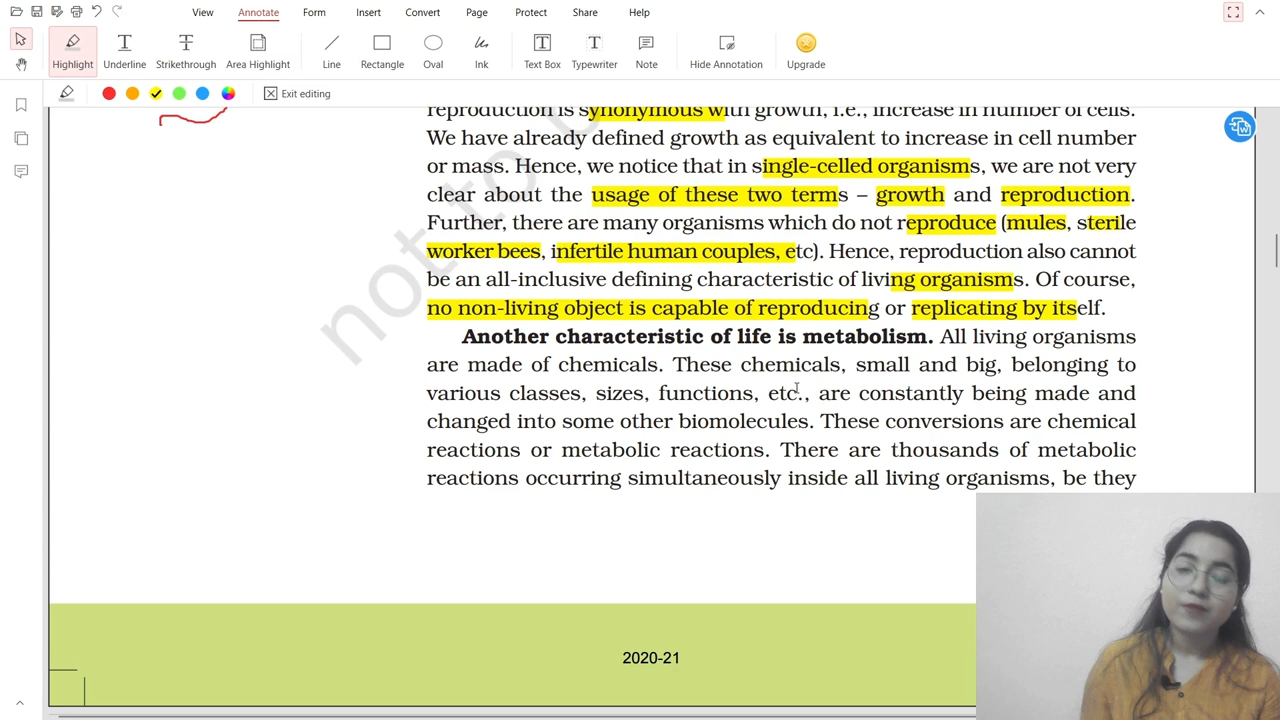 View Annotate Form Insert Convert Page Protect Share Help
Highlight Underline Strikethrough Area Highlight Line Rectangle Oval Ink Text Box Typewriter Note Hide Annotation Upgrade
Exit editing
reproduction is synonymous with growth, i.e., increase in number of cells.
We have already defined growth as equivalent to increase in cell number
or mass. Hence, we notice that in single-celled organisms, we are not very
clear about the usage of these two terms – growth and reproduction.
Further, there are many organisms which do not reproduce (mules, sterile
worker bees, infertile human couples, etc). Hence, reproduction also cannot
be an all-inclusive defining characteristic of living organisms. Of course,
no non-living object is capable of reproducing or replicating by itself.
Another characteristic of life is metabolism. All living organisms
are made of chemicals. These chemicals, small and big, belonging to
various classes, sizes, functions, etc., are constantly being made and
changed into some other biomolecules. These conversions are chemical
reactions or metabolic reactions. There are thousands of metabolic
reactions occurring simultaneously inside all living organisms, be they
not to
2020-21